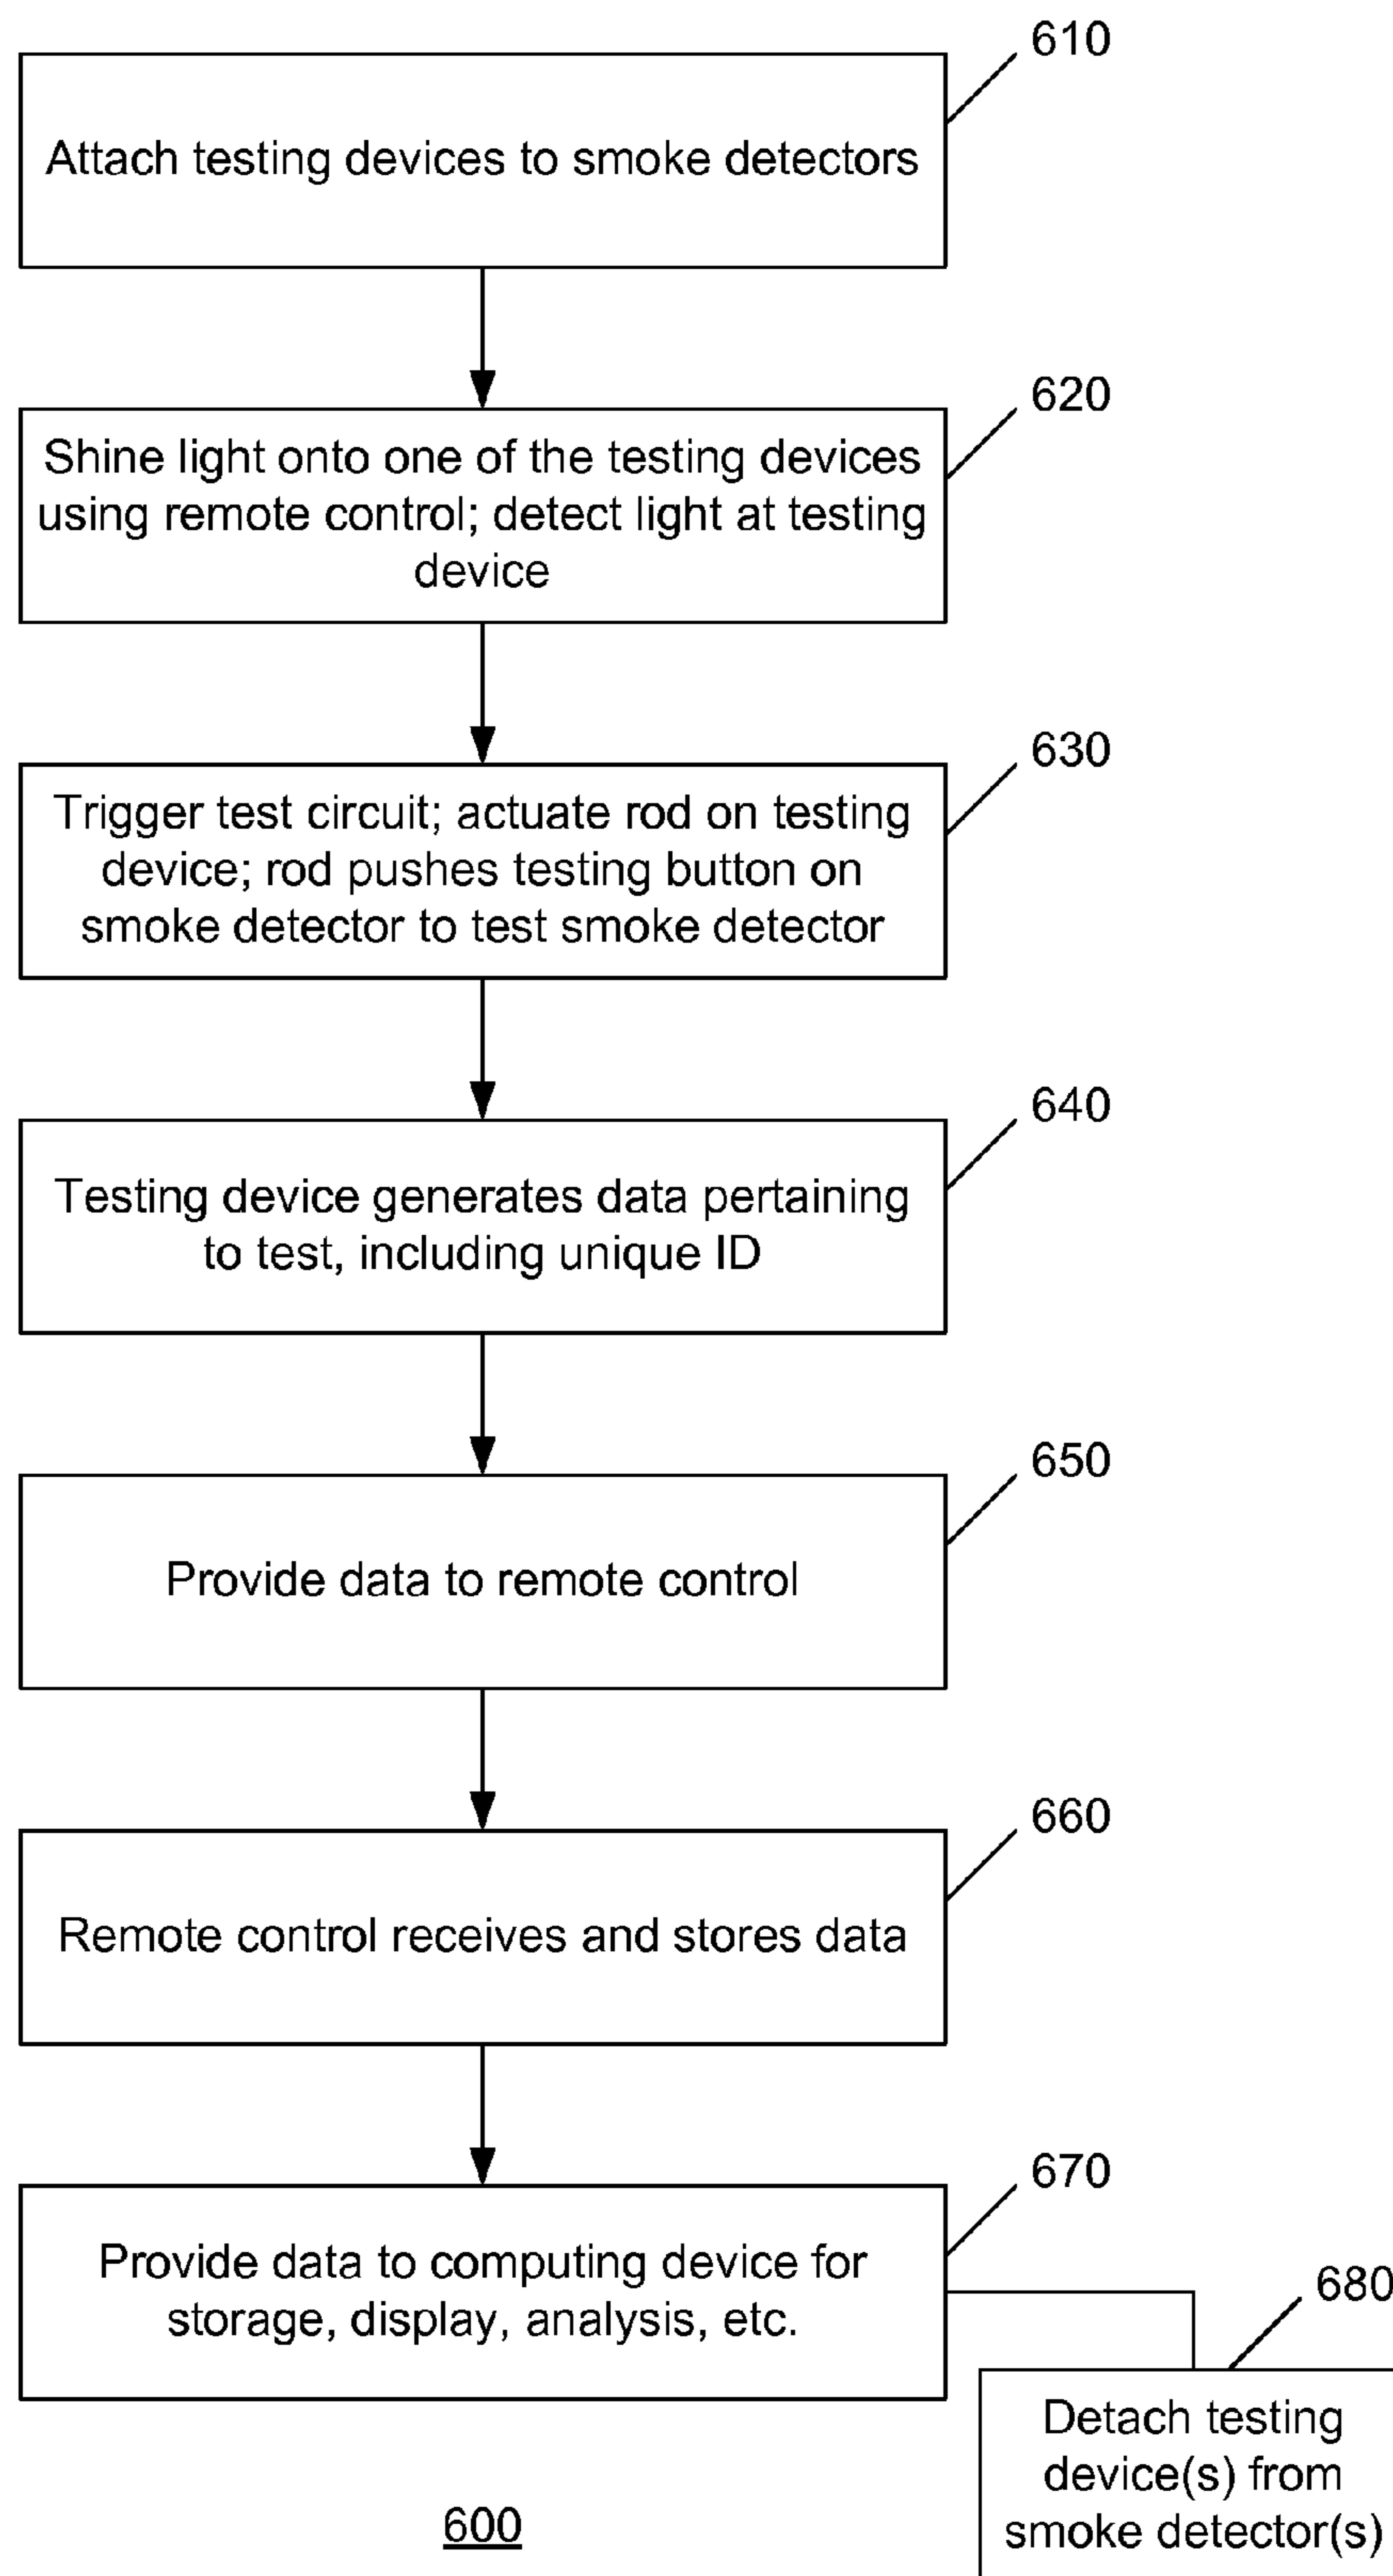 610
Attach testing devices to smoke detectors
620
Shine light onto one of the testing devices
using remote control; detect light at testing
device
630
Trigger test circuit; actuate rod on testing
device; rod pushes testing button on
smoke detector to test smoke detector
640
Testing device generates data pertaining
to test, including unique ID
650
Provide data to remote control
660
Remote control receives and stores data
670
Provide data to computing device for
storage, display, analysis, etc.
680
Detach testing
device(s) from
smoke detector(s)
600